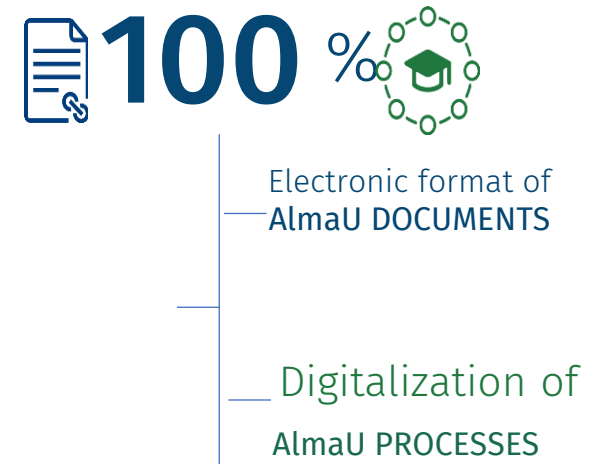 100 %
Electronic format of
AlmaU DOCUMENTS
Digitalization of
AlmaU PROCESSES